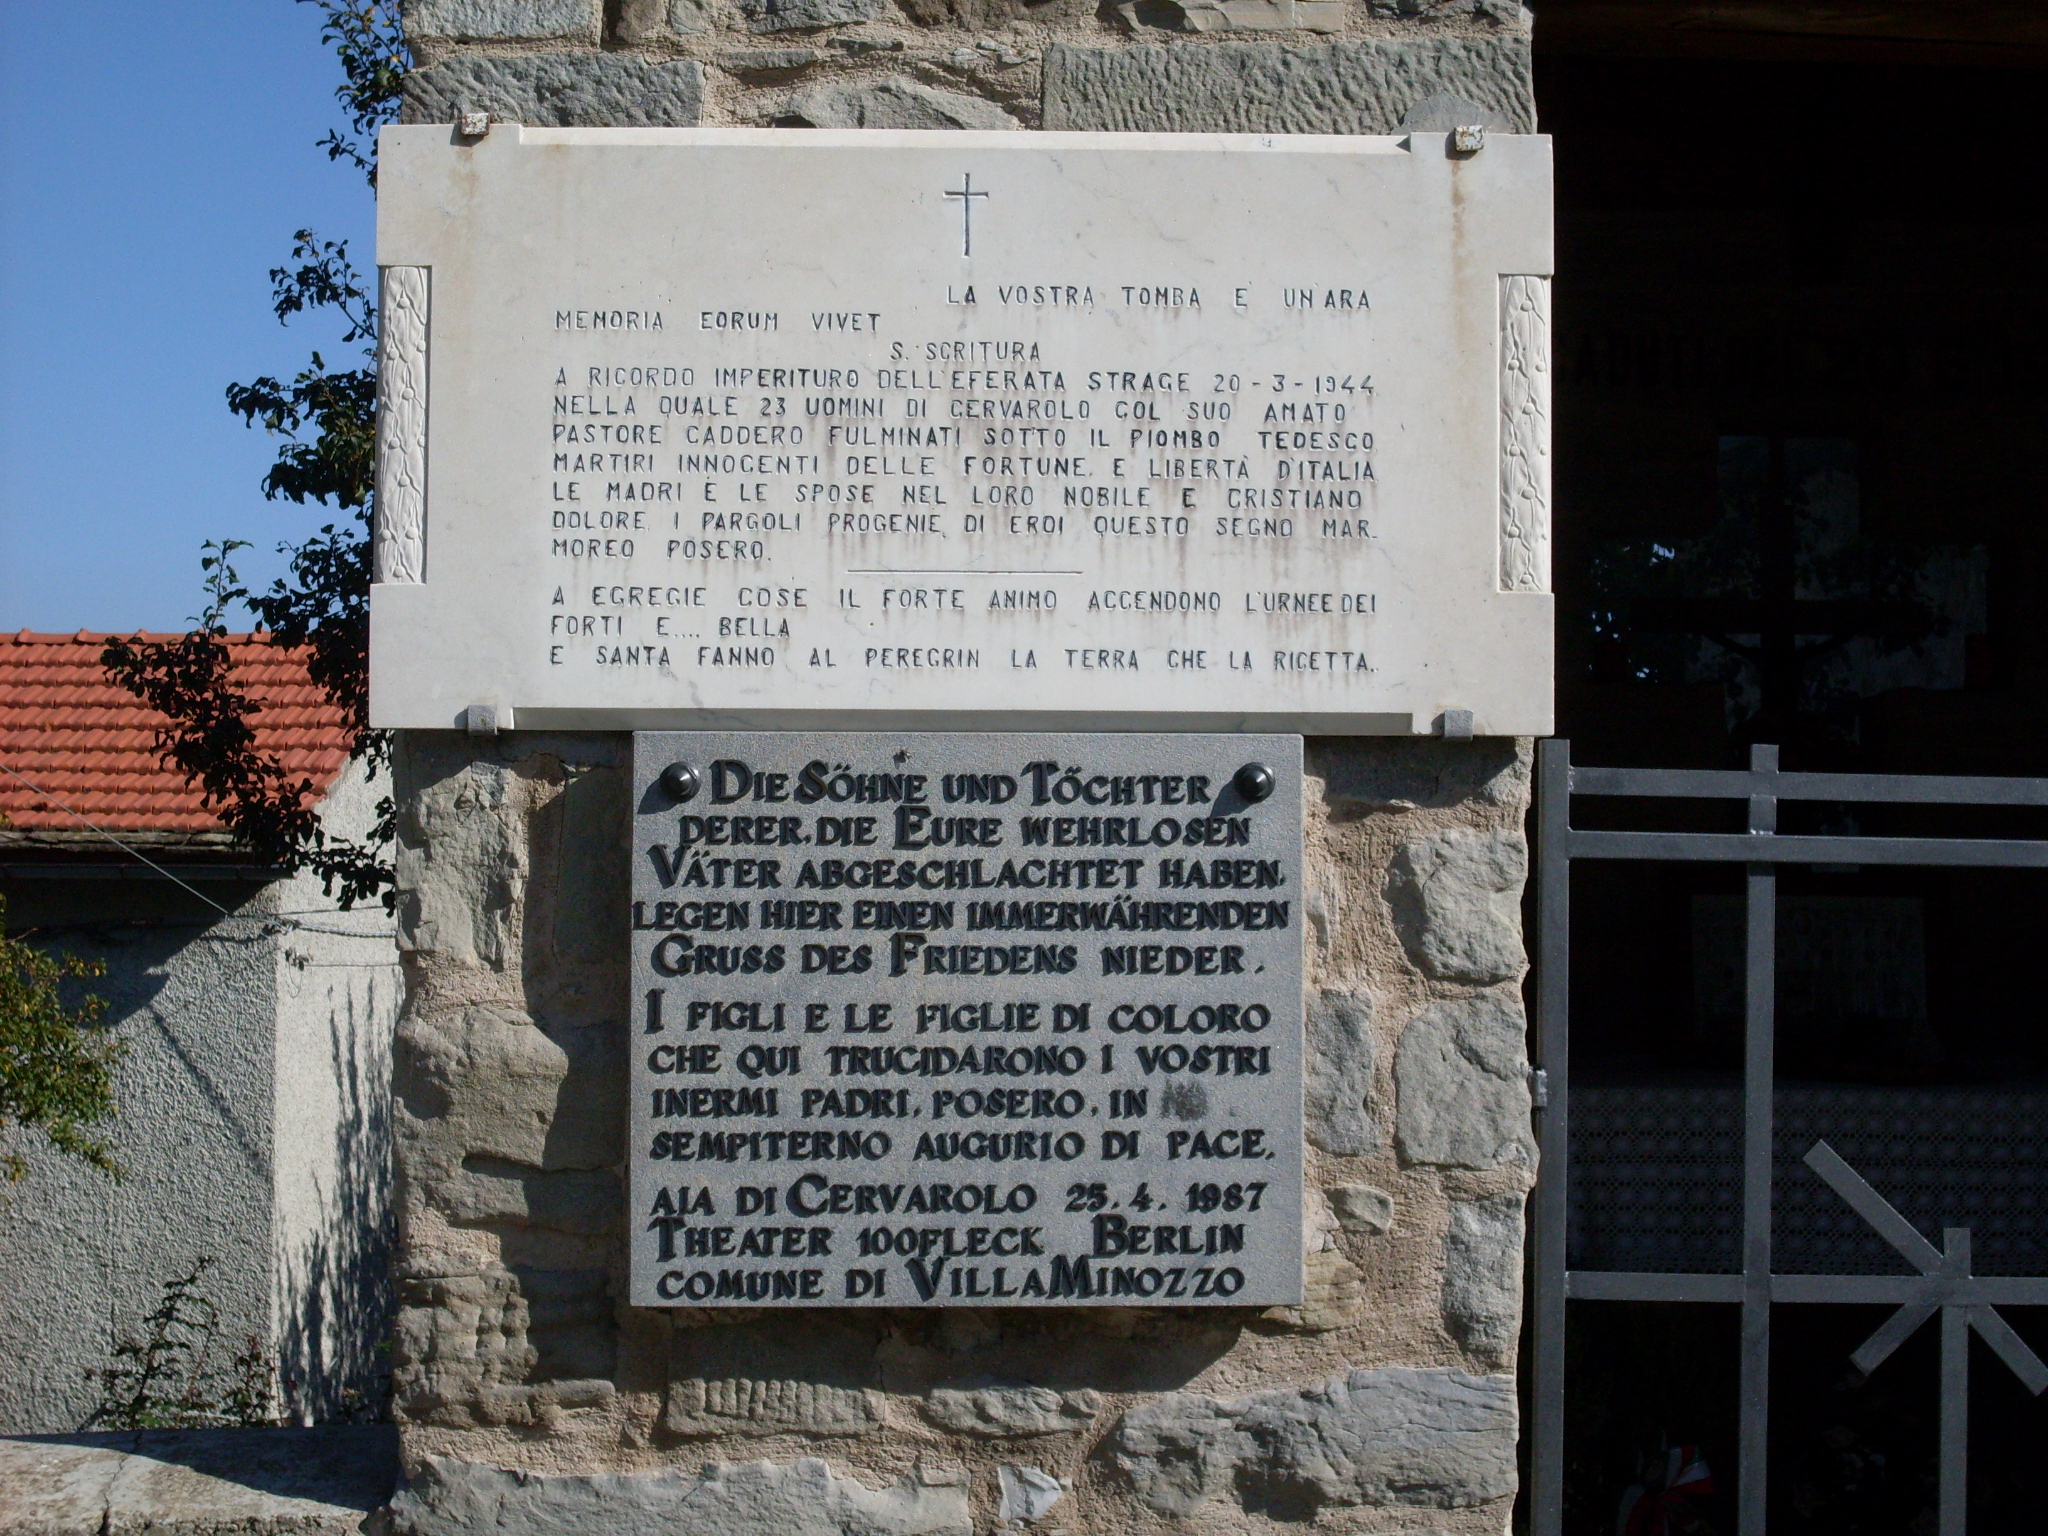 LA VOSTRA TOMBA E' UN'ARA
MEMORIA EORUM VIVET
S. SCRITURA
A RICORDO IMPERITURO DELL'EFERATA STRAGE 20-3-1944
NELLA QUALE 23 UOMINI DI CERVAROLO COL SUO AMATO
PASTORE CADDERO FULMINATI SOTTO IL PIOMBO TEDESCO
MARTIRI INNOCENTI DELLE FORTUNE E LIBERTÀ D'ITALIA
LE MADRI E LE SPOSE NEL LORO NOBILE E CRISTIANO
DOLORE I PARGOLI PROGENIE, DI EROI QUESTO SEGNO MAR-
MOREO POSERO.
A EGREGIE COSE IL FORTE ANIMO ACCENDONO L'URNE E DEI
FORTI E.... BELLA
E SANTA FANNO AL PEREGRIN LA TERRA CHE LA RICETTA..
DIE SÖHNE UND TÖCHTER
DERER, DIE EURE WEHRLOSEN
VÄTER ABGESCHLACHTET HABEN,
LEGEN HIER EINEN IMMERWÄHRENDEN
GRUSS DES FRIEDENS NIEDER.
I FIGLI E LE FIGLIE DI COLORO
CHE QUI TRUCIDARONO I VOSTRI
INERMI PADRI, POSERO, IN
SEMPITERNO AUGURIO DI PACE.
AIA DI CERVAROLO 25.4.1987
THEATER 100FLECK BERLIN
COMUNE DI VILLAMINOZZO